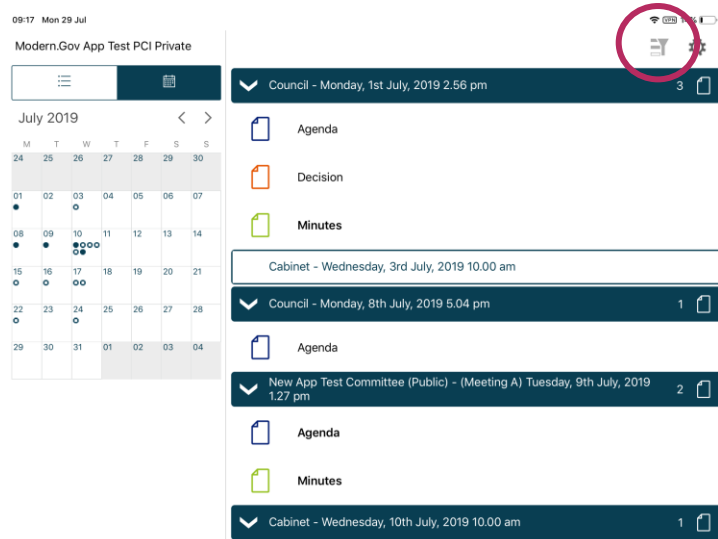 09:17 Mon 29 Jul
VPN
Modern.Gov App Test PCI Private
July 2019
M T W T F S S
24 25 26 27 28 29 30
01 02 03 04 05 06 07
08 09 10 11 12 13 14
15 16 17 18 19 20 21
22 23 24 25 26 27 28
29 30 31 01 02 03 04
Council - Monday, 1st July, 2019 2.56 pm 3
Agenda
Decision
Minutes
Cabinet - Wednesday, 3rd July, 2019 10.00 am
Council - Monday, 8th July, 2019 5.04 pm 1
Agenda
New App Test Committee (Public) - (Meeting A) Tuesday, 9th July, 2019
1.27 pm 2
Agenda
Minutes
Cabinet - Wednesday, 10th July, 2019 10.00 am 1